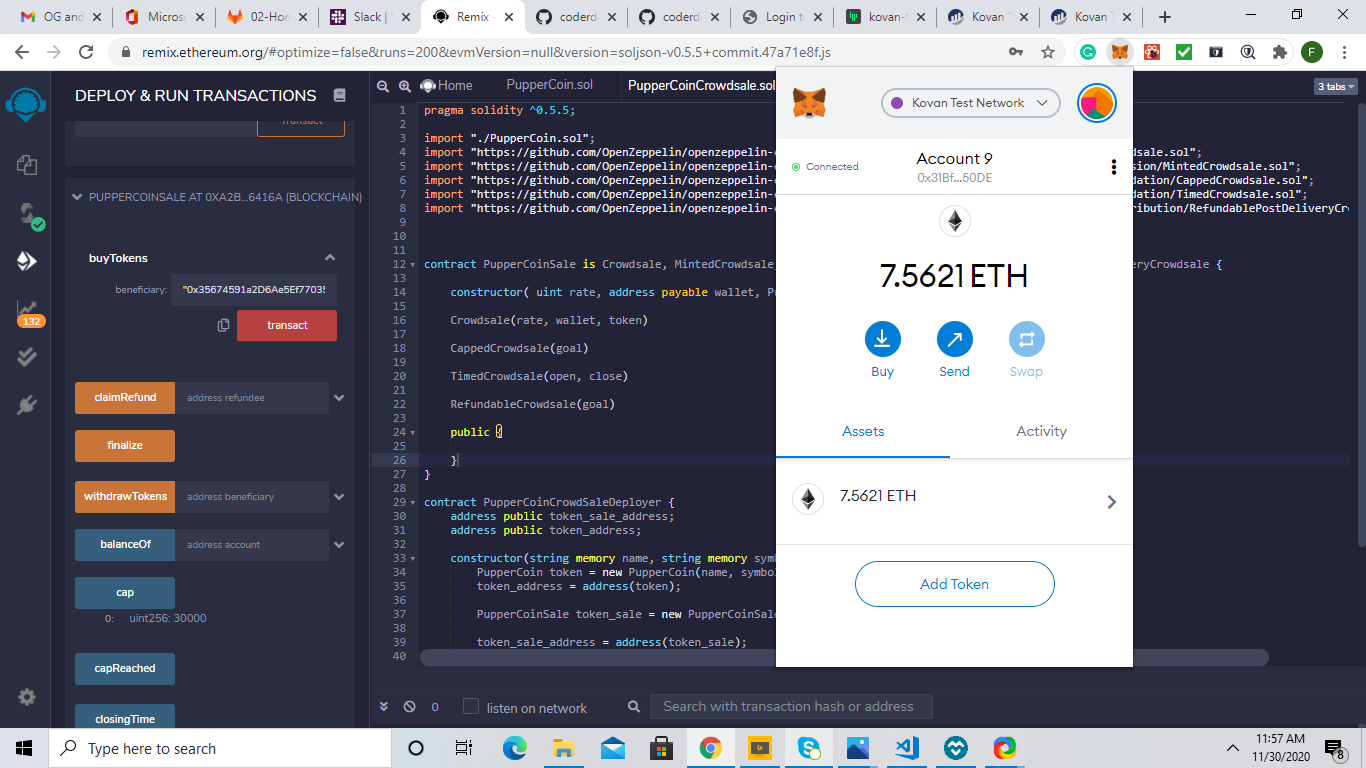 OG and
Microso
02-Hom
Slack |
Remix -
coderd
coderd
Login to
kovan-t
Kovan T
Kovan T
remix.ethereum.org/#optimize=false&runs=200&evmVersion=null&version=soljson-v0.5.5+commit.47a71e8f.js
F
DEPLOY & RUN TRANSACTIONS
Home
PupperCoin.sol
PupperCoinCrowdsale.sol
3 tabs
transact
PUPPERCOINSALE AT 0XA2B...6416A (BLOCKCHAIN)
buyTokens
beneficiary:
"0x35674591a2D6Ae5Ef7703
transact
claimRefund
address refundee
finalize
withdrawTokens
address beneficiary
balanceOf
address account
cap
0: uint256: 30000
capReached
closingTime
132
1 pragma solidity ^0.5.5;
2
3 import "./PupperCoin.sol";
4 import "https://github.com/OpenZeppelin/openzeppelin-c
dsale.sol";
5 import "https://github.com/OpenZeppelin/openzeppelin-c
sion/MintedCrowdsale.sol";
6 import "https://github.com/OpenZeppelin/openzeppelin-c
dation/CappedCrowdsale.sol";
7 import "https://github.com/OpenZeppelin/openzeppelin-c
dation/TimedCrowdsale.sol";
8 import "https://github.com/OpenZeppelin/openzeppelin-c
ribution/RefundablePostDeliveryCr
9
10
11
12 contract PupperCoinSale is Crowdsale, MintedCrowdsale
eryCrowdsale {
13
14 constructor( uint rate, address payable wallet, Pu
15
16 Crowdsale(rate, wallet, token)
17
18 CappedCrowdsale(goal)
19
20 TimedCrowdsale(open, close)
21
22 RefundableCrowdsale(goal)
23
24 public {
25
26 }
27 }
28
29 contract PupperCoinCrowdSaleDeployer {
30 address public token_sale_address;
31 address public token_address;
32
33 constructor(string memory name, string memory symb
34 PupperCoin token = new PupperCoin(name, symbol
35 token_address = address(token);
36
37 PupperCoinSale token_sale = new PupperCoinSale
38
39 token_sale_address = address(token_sale);
40
Kovan Test Network
Connected
Account 9
0x31Bf...50DE
7.5621 ETH
Buy
Send
Swap
Assets
Activity
7.5621 ETH
Add Token
0
listen on network
Search with transaction hash or address
Type here to search
11:57 AM
11/30/2020
8